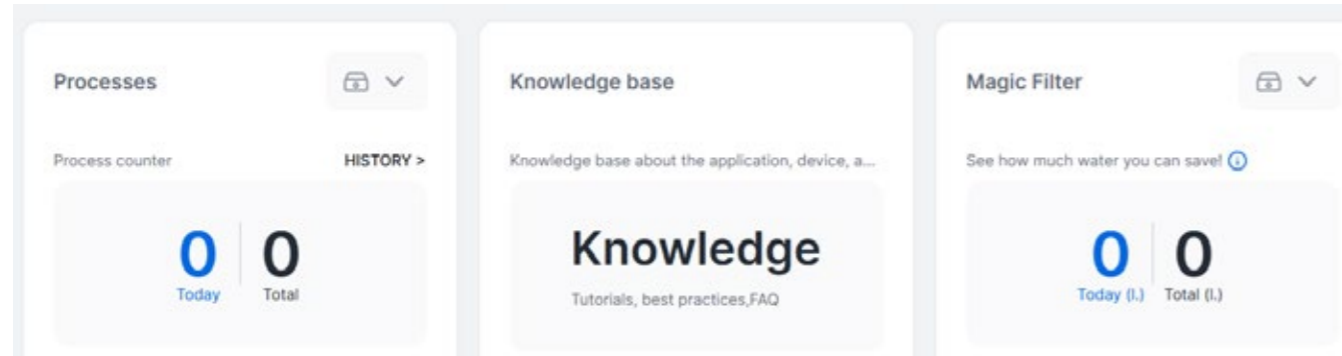 Processes
Process counter
HISTORY >
0 0
Today Total
Knowledge base
Knowledge base about the application, device, a...
Knowledge
Tutorials, best practices,FAQ
Magic Filter
See how much water you can save!
0 0
Today (l.) Total (l.)